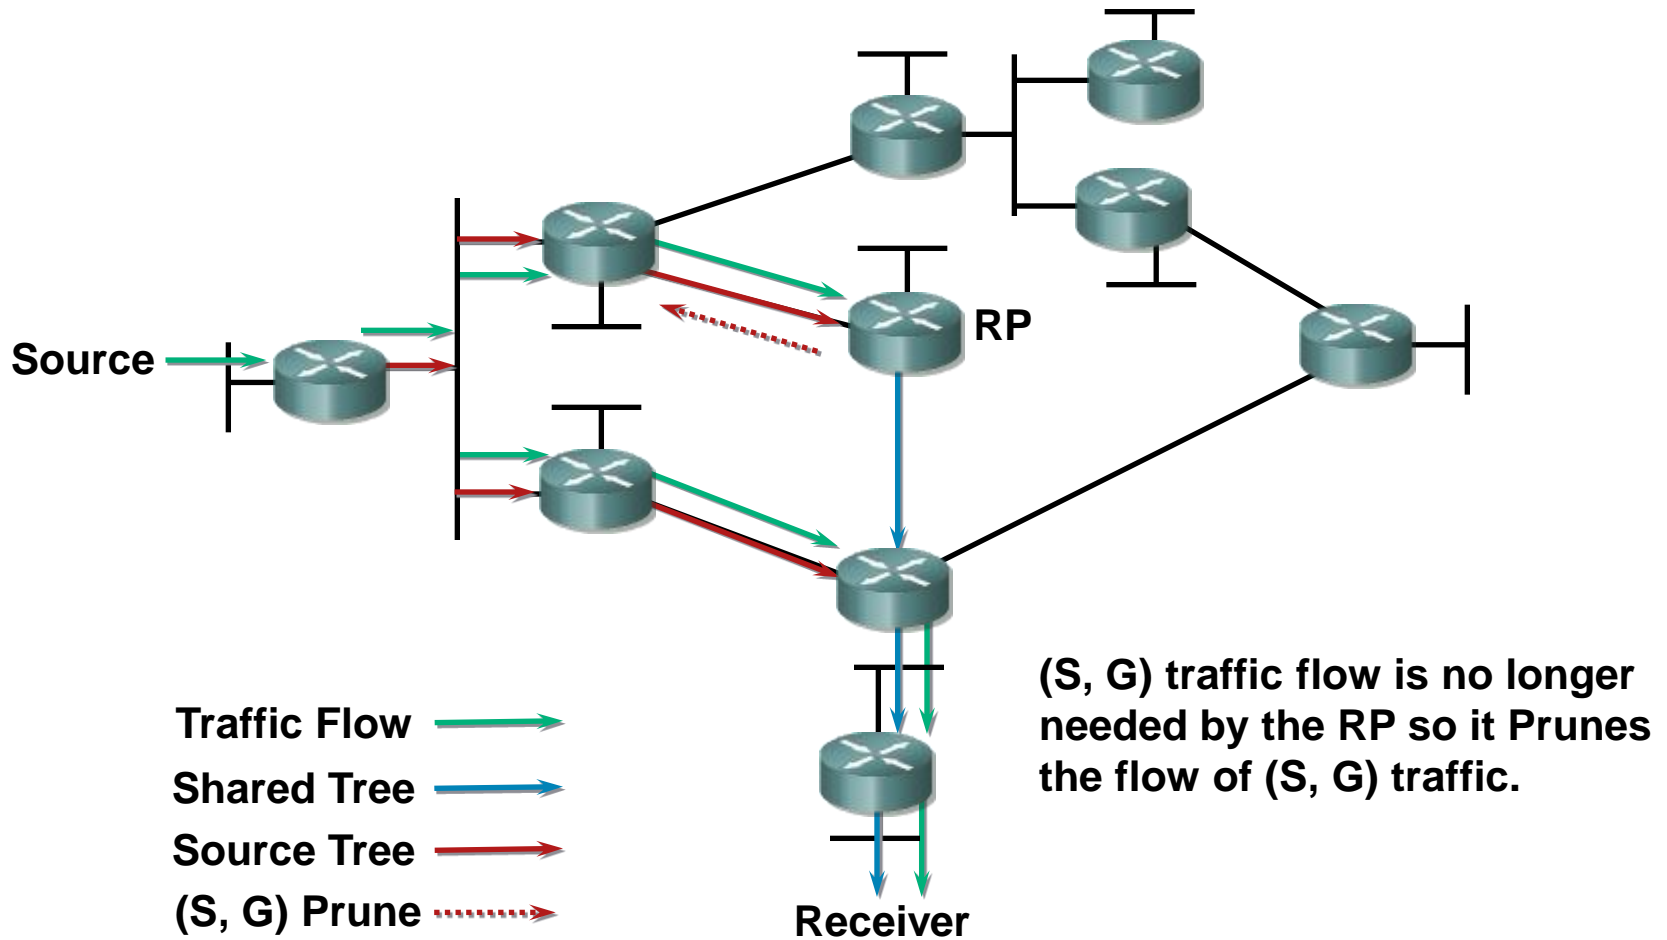 RP
Source
(S, G) traffic flow is no longer
needed by the RP so it Prunes
the flow of (S, G) traffic.
Traffic Flow
Shared Tree
Source Tree
(S, G) Prune
Receiver